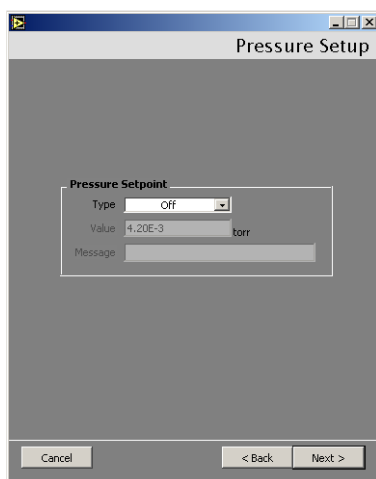 Pressure Setup
Pressure Setpoint
Type Off
Value 4.20E-3 torr
Message
Cancel < Back Next >